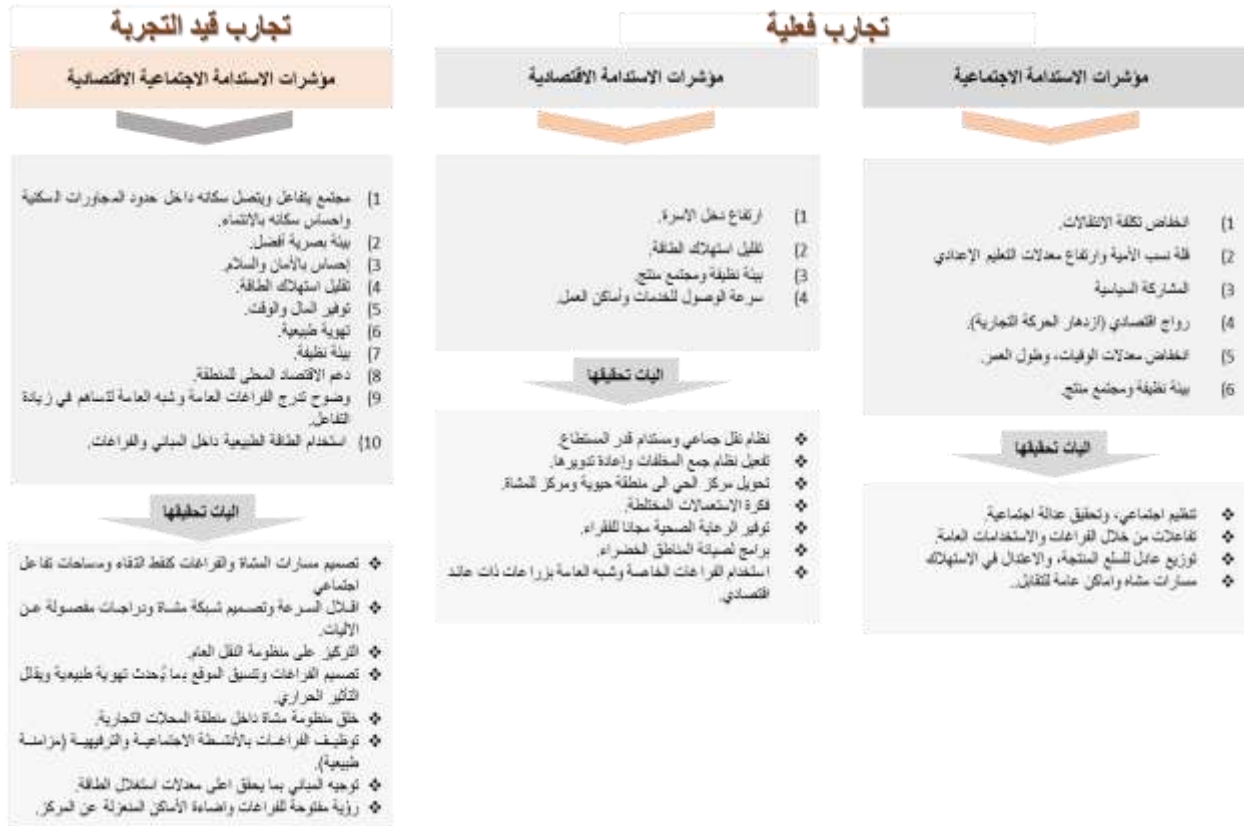 تجارب فعلية
مؤشرات الاستدامة الاجتماعية
1) انخفاض تكلفة الانتقالات.
2) قلة نسب الأمية وارتفاع معدلات التعليم الإعدادي
3) المشاركة السياسية
4) رواج اقتصادي (ازدهار الحركة التجارية).
5) انخفاض معدلات الوفيات، وطول العمر.
6) بيئة نظيفة ومجتمع منتج.
اليات تحقيقها
❖ تنظيم اجتماعي، وتحقيق عدالة اجتماعية.
❖ تفاعلات من خلال الفراغات والاستخدامات العامة.
❖ توزيع عادل للسلع المنتجة، والاعتدال في الاستهلاك
❖ مسارات مشاه واماكن عامة للتقابل..
مؤشرات الاستدامة الاقتصادية
1) ارتفاع دخل الاسرة.
2) تقليل استهلاك الطاقة.
3) بيئة نظيفة ومجتمع منتج.
4) سرعة الوصول للخدمات وأماكن العمل.
اليات تحقيقها
❖ نظام نقل جماعي ومستدام قدر المستطاع.
❖ تفعيل نظام جمع المخلفات وإعادة تدويرها.
❖ تحويل مركز الحي الى منطقة حيوية ومركز للمشاة.
❖ فكرة الاستعمالات المختلطة.
❖ توفير الرعاية الصحية مجانا للفقراء.
❖ برامج لصيانة المناطق الخضراء.
❖ استخدام الفراغات الخاصة وشبه العامة بزراعات ذات عائد
اقتصادي.
تجارب قيد التجربة
مؤشرات الاستدامة الاجتماعية الاقتصادية
1) مجتمع يتفاعل ويتصل سكانه داخل حدود المجاورات السكنية
واحساس سكانه بالانتماء.
2) بيئة بصرية أفضل.
3) إحساس بالأمان والسلام.
4) تقليل استهلاك الطاقة.
5) توفير المال والوقت.
6) تهوية طبيعية.
7) بيئة نظيفة.
8) دعم الاقتصاد المحلى للمنطقة.
9) وضوح تدرج الفراغات العامة وشبه العامة لتساهم في زيادة
التفاعل.
10) استخدام الطاقة الطبيعية داخل المباني والفراغات.
اليات تحقيقها
❖ تصميم مسارات المشاة والفراغات كنقط التقاء ومساحات تفاعل
اجتماعي
❖ اقلال السرعة وتصميم شبكة مشاة ودراجات مفصولة عن
الاليات.
❖ التركيز على منظومة النقل العام.
❖ تصميم الفراغات وتنسيق الموقع بما يُحدث تهوية طبيعية ويقلل
التأثير الحراري.
❖ خلق منظومة مشاة داخل منطقة المحلات التجارية.
❖ توظيف الفراغات بالأنشطة الاجتماعية والترفيهية (مزامنة
طبيعية).
❖ توجيه المباني بما يحقق اعلى معدلات استغلال الطاقة.
❖ رؤية مفتوحة للفراغات واضاءة الأماكن المنعزلة عن المركز.